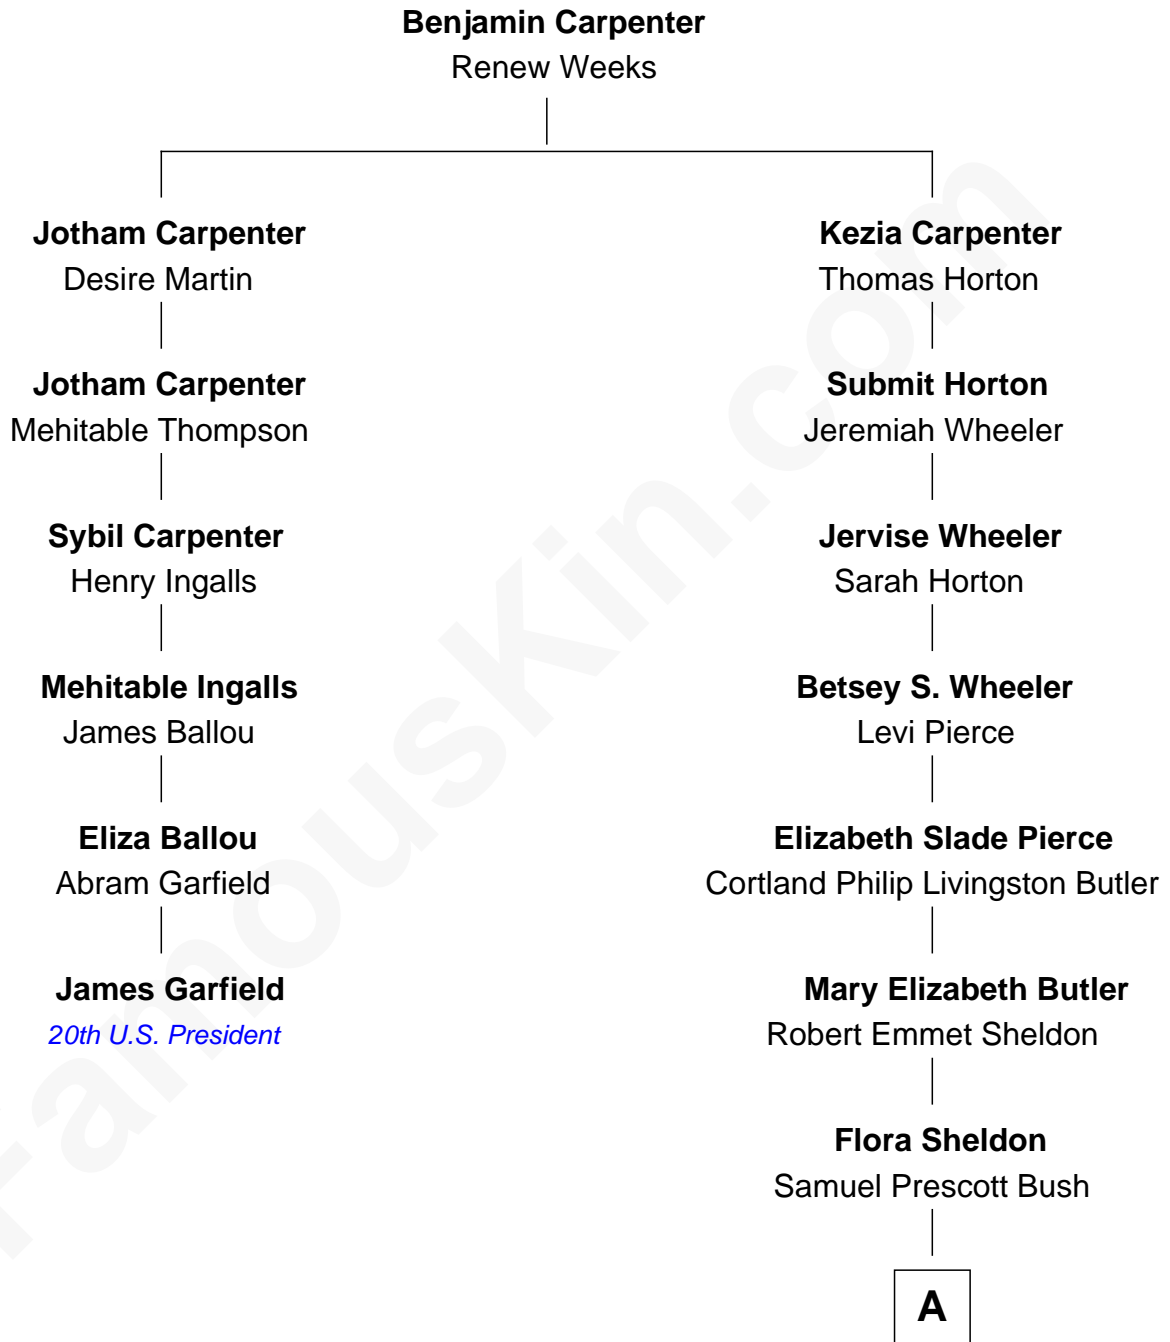 Benjamin Carpenter
Renew Weeks
Jotham Carpenter
Desire Martin
Kezia Carpenter
Thomas Horton
Jotham Carpenter
Mehitable Thompson
Submit Horton
Jeremiah Wheeler
Sybil Carpenter
Henry Ingalls
Jervise Wheeler
Sarah Horton
Mehitable Ingalls
James Ballou
Betsey S. Wheeler
Levi Pierce
Eliza Ballou
Abram Garfield
Elizabeth Slade Pierce
Cortland Philip Livingston Butler
James Garfield
20th U.S. President
Mary Elizabeth Butler
Robert Emmet Sheldon
Flora Sheldon
Samuel Prescott Bush
A
FamousKin.com